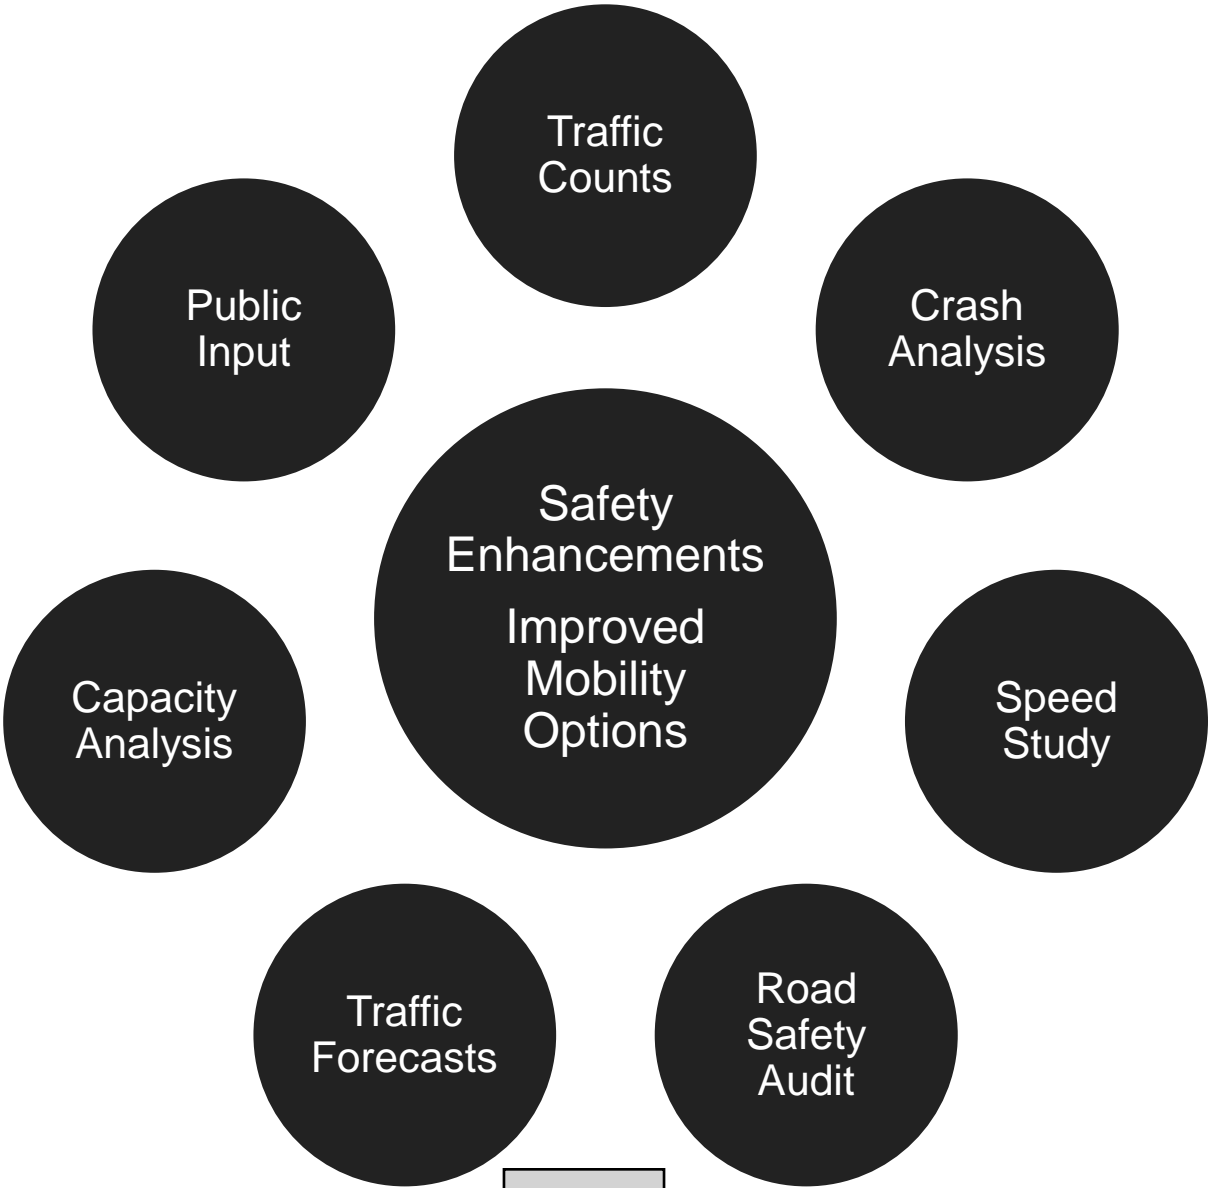 Traffic
Counts
Crash
Analysis
Speed
Study
Road
Safety
Audit
Traffic
Forecasts
Capacity
Analysis
Public
Input
Safety
Enhancements
Improved
Mobility
Options